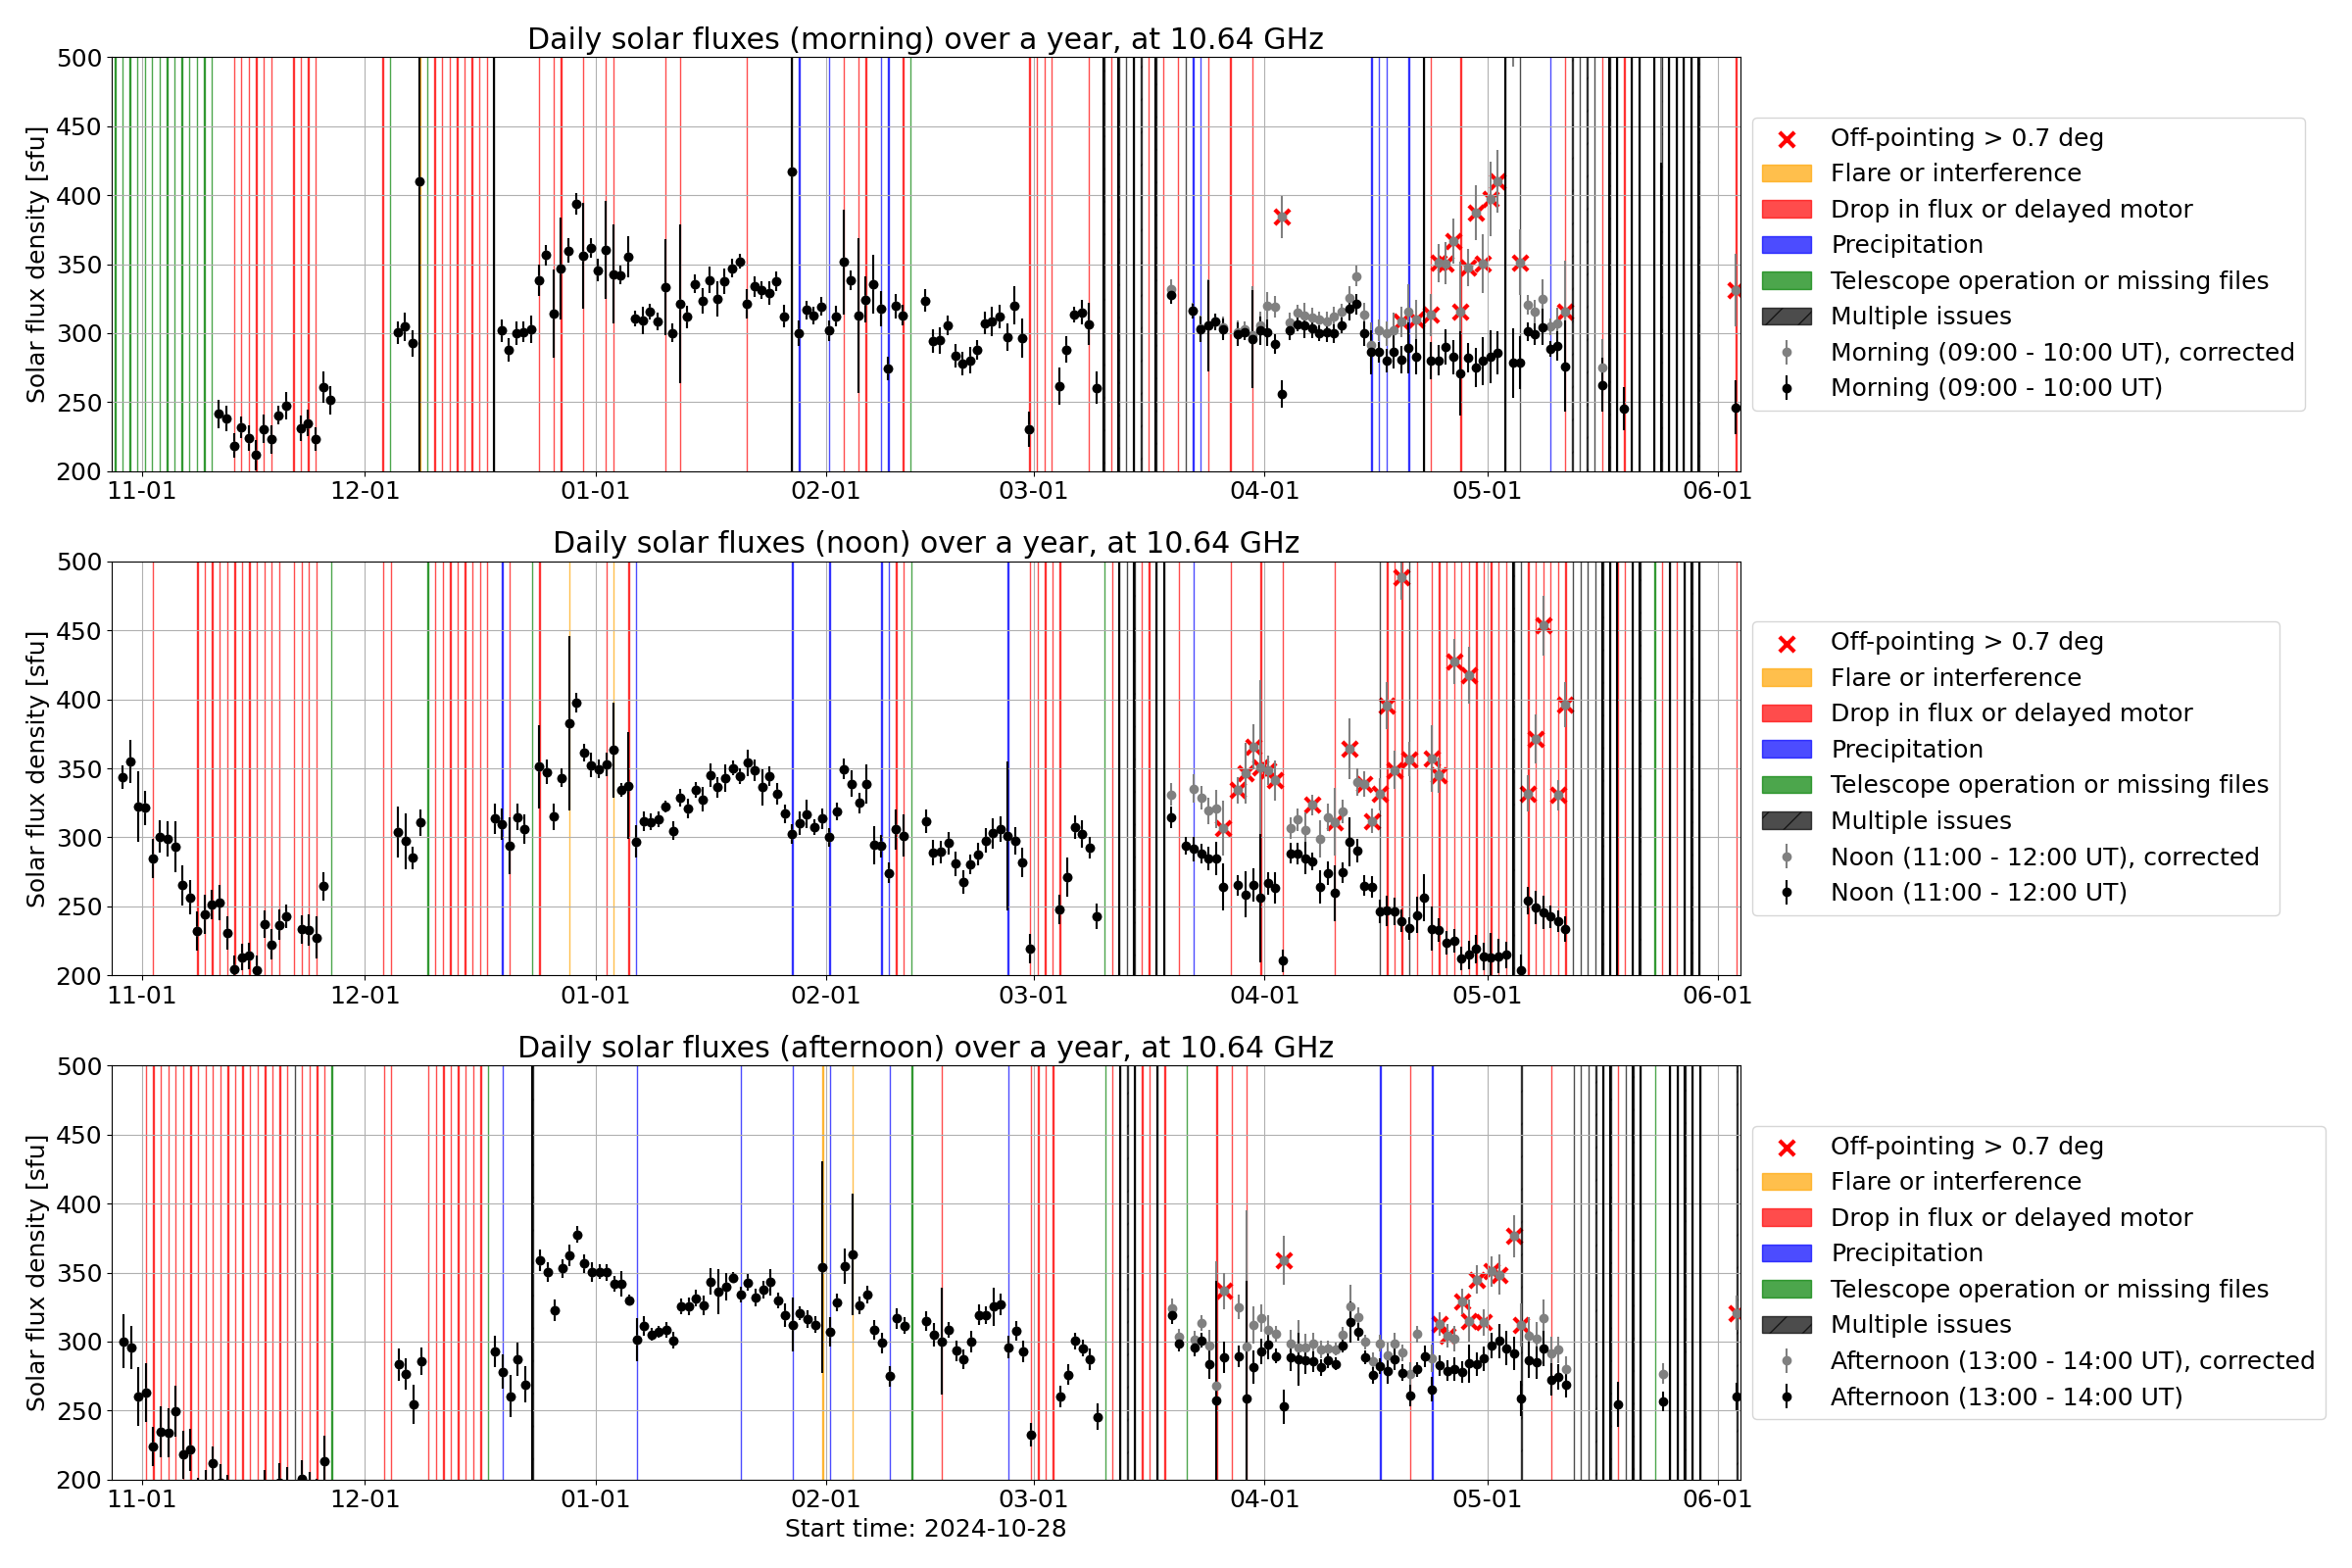 Daily solar fluxes (morning) over a year, at 10.64 GHz
Solar flux density [sfu]
500
450
400
350
300
250
200
11-01 12-01 01-01 02-01 03-01 04-01 05-01 06-01
Off-pointing > 0.7 deg
Flare or interference
Drop in flux or delayed motor
Precipitation
Telescope operation or missing files
Multiple issues
Morning (09:00 - 10:00 UT), corrected
Morning (09:00 - 10:00 UT)
Daily solar fluxes (noon) over a year, at 10.64 GHz
Solar flux density [sfu]
500
450
400
350
300
250
200
11-01 12-01 01-01 02-01 03-01 04-01 05-01 06-01
Off-pointing > 0.7 deg
Flare or interference
Drop in flux or delayed motor
Precipitation
Telescope operation or missing files
Multiple issues
Noon (11:00 - 12:00 UT), corrected
Noon (11:00 - 12:00 UT)
Daily solar fluxes (afternoon) over a year, at 10.64 GHz
Solar flux density [sfu]
500
450
400
350
300
250
200
11-01 12-01 01-01 02-01 03-01 04-01 05-01 06-01
Start time: 2024-10-28
Off-pointing > 0.7 deg
Flare or interference
Drop in flux or delayed motor
Precipitation
Telescope operation or missing files
Multiple issues
Afternoon (13:00 - 14:00 UT), corrected
Afternoon (13:00 - 14:00 UT)